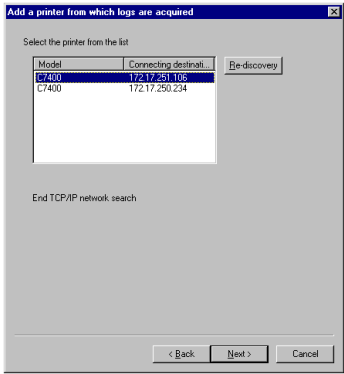 Add a printer from which logs are acquired
Select the printer from the list
Model Connecting destinati...
Re-discovery
C7400 172.17.251.106
C7400 172.17.250.234
End TCP/IP network search
< Back Next > Cancel